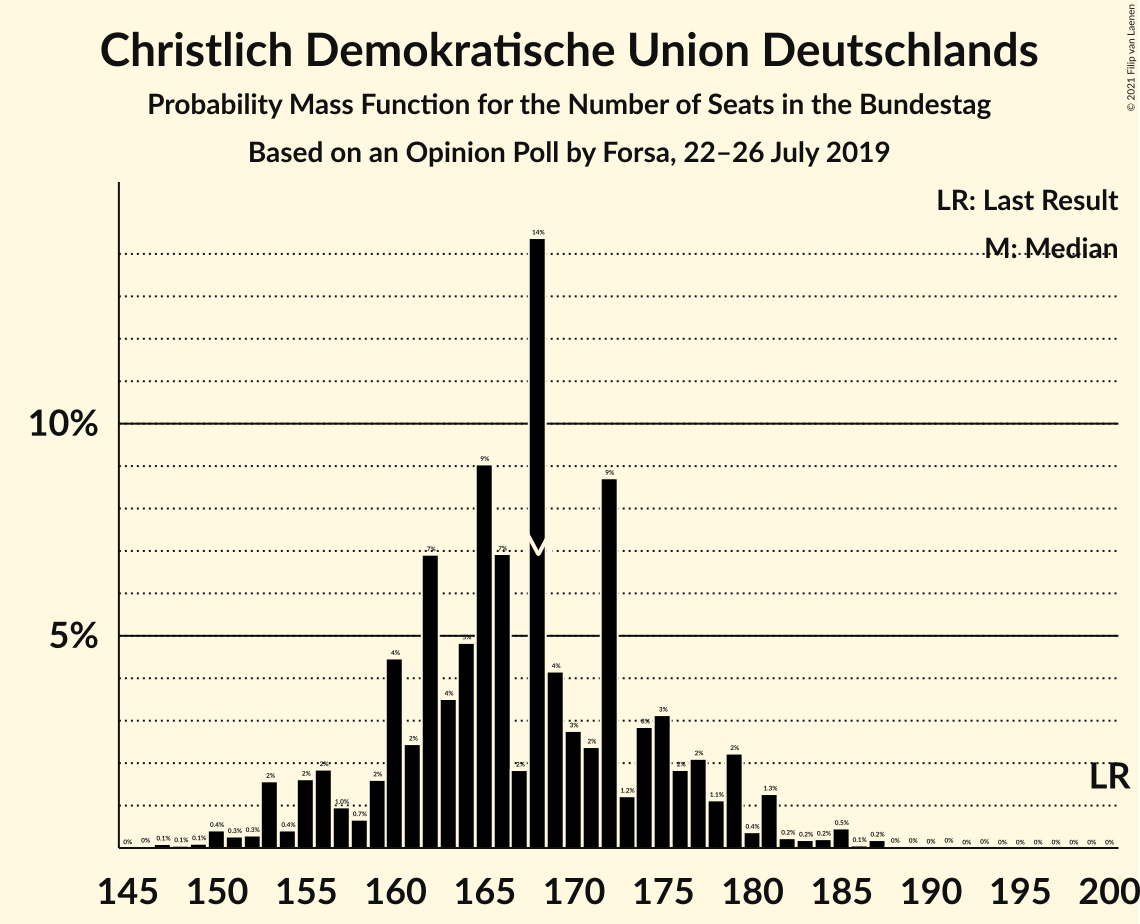 Christlich Demokratische Union Deutschlands
Probability Mass Function for the Number of Seats in the Bundestag
Based on an Opinion Poll by Forsa, 22–26 July 2019
© 2021 Filip van Laenen
LR: Last Result
M: Median
10%
5%
0% 0% 0.1% 0.1% 0.1% 0.4% 0.3% 0.3% 2% 0.4% 2% 2% 1.0% 0.7% 2% 4% 2% 7% 4% 5% 9% 7% 2% 14% 4% 3% 2% 9% 1.2% 3% 3% 2% 2% 1.1% 2% 0.4% 1.3% 0.2% 0.2% 0.2% 0.5% 0.1% 0.2% 0% 0% 0% 0% 0% 0% 0% 0% 0% 0% 0% 0% 0%
LR
145 150 155 160 165 170 175 180 185 190 195 200